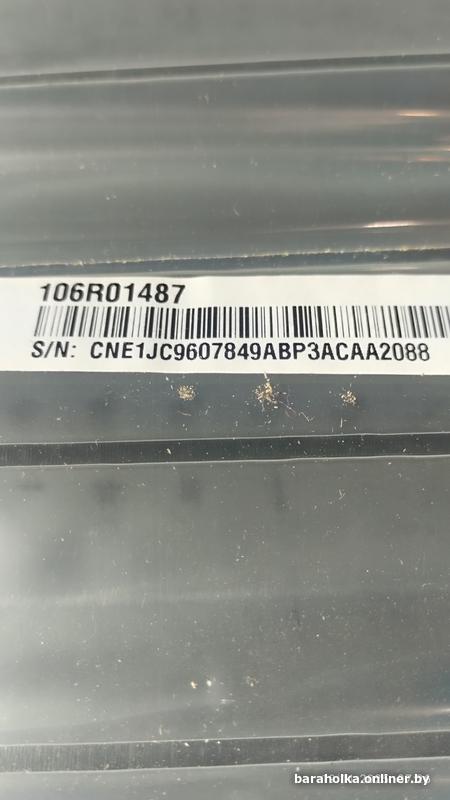 106R01487
S/N: CNE1JC9607849ABP3ACAA2088
baraholka.onliner.by